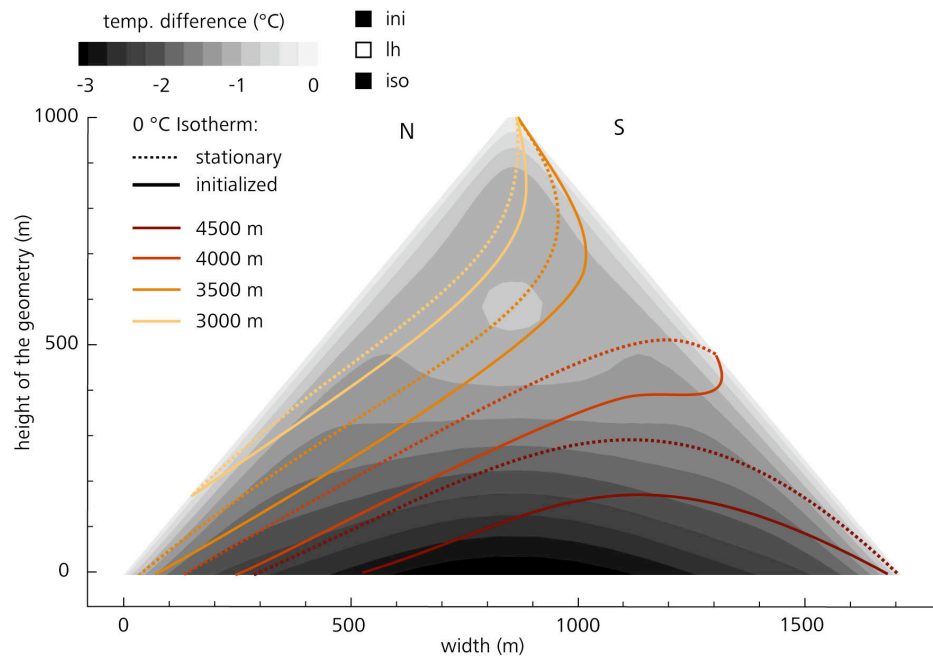 temp. difference (°C)
-3 -2 -1 0
ini
lh
iso
0 °C Isotherm:
stationary
initialized
4500 m
4000 m
3500 m
3000 m
N
S
height of the geometry (m)
1000
500
0
0 500 1000 1500
width (m)